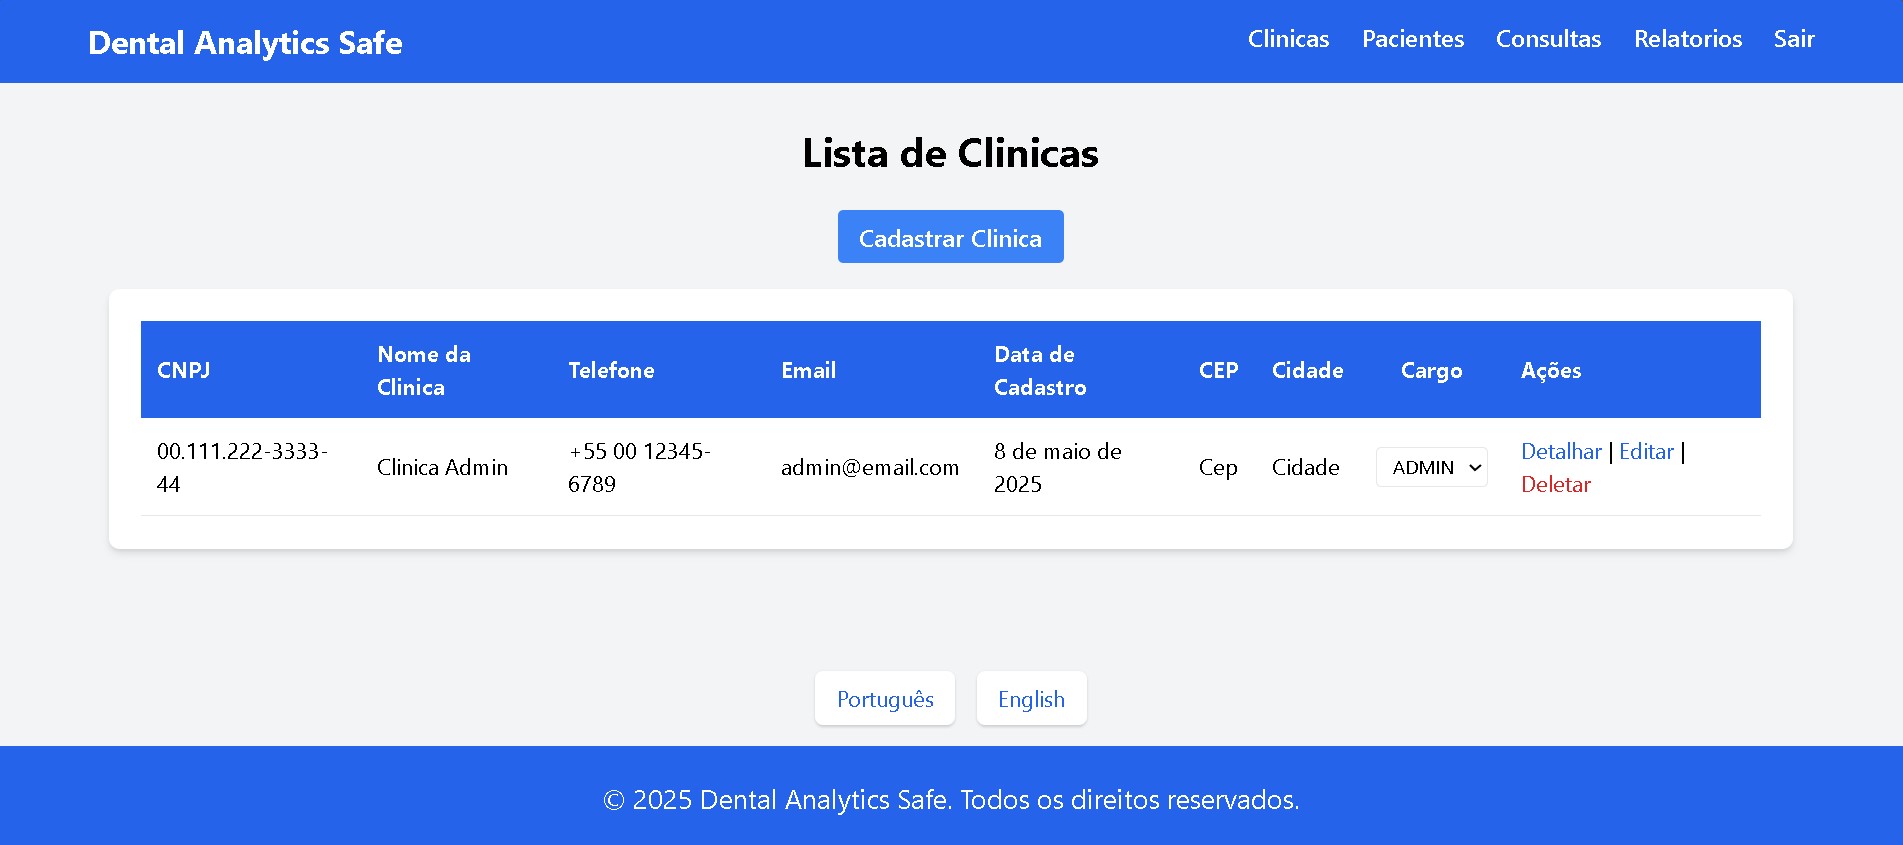 Dental Analytics Safe
Clinicas Pacientes Consultas Relatorios Sair
Lista de Clinicas
Cadastrar Clinica
CNPJ
Nome da
Clinica
Telefone
Email
Data de
Cadastro
CEP
Cidade
Cargo
Ações
00.111.222-3333-
44
Clinica Admin
+55 00 12345-
6789
admin@email.com
8 de maio de
2025
Cep
Cidade
ADMIN
Detalhar | Editar |
Deletar
Português
English
© 2025 Dental Analytics Safe. Todos os direitos reservados.